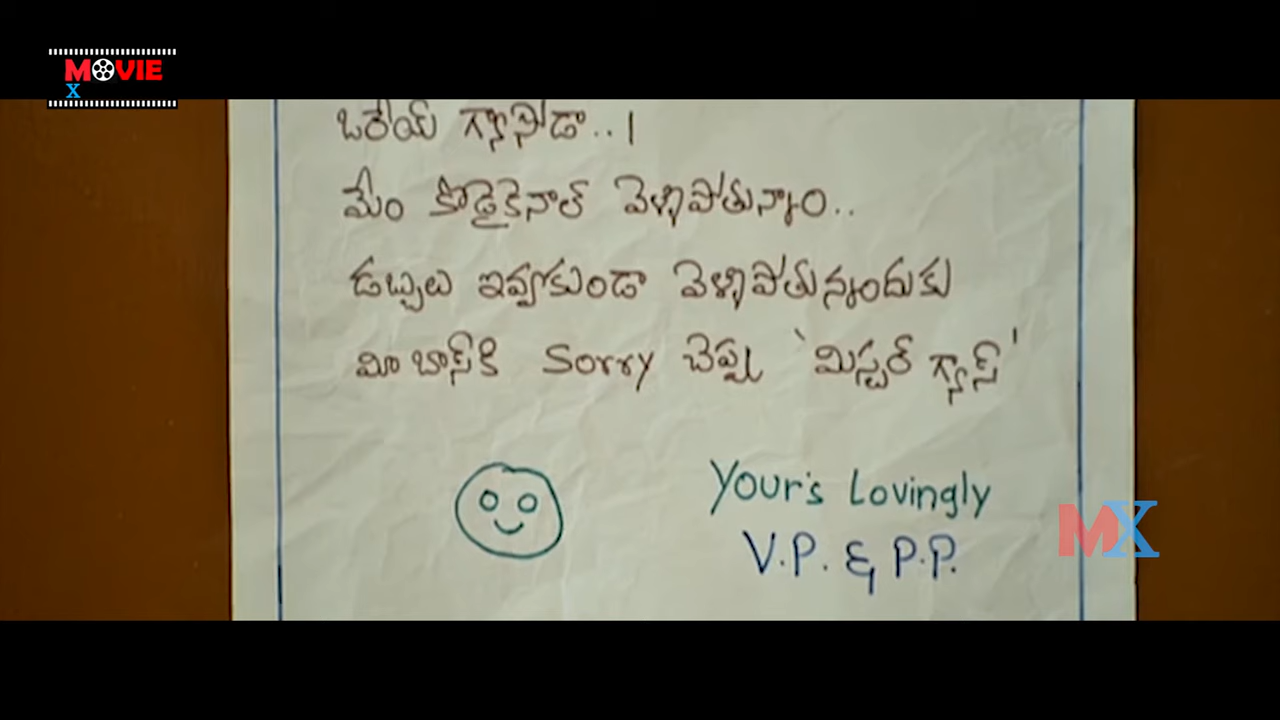 MOVIE
X
ఒరేయ్ గ్యాసోడా..!
మేం కొడైకెనాల్ వెళ్ళిపోతున్నాం..
డబ్బులు ఇవ్వకుండా వెళ్ళిపోతున్నందుకు
మీ బాస్‌కి Sorry చెప్పు 'మిస్టర్ గ్యాస్'
Your's Lovingly
V.P. & P.P.
MX